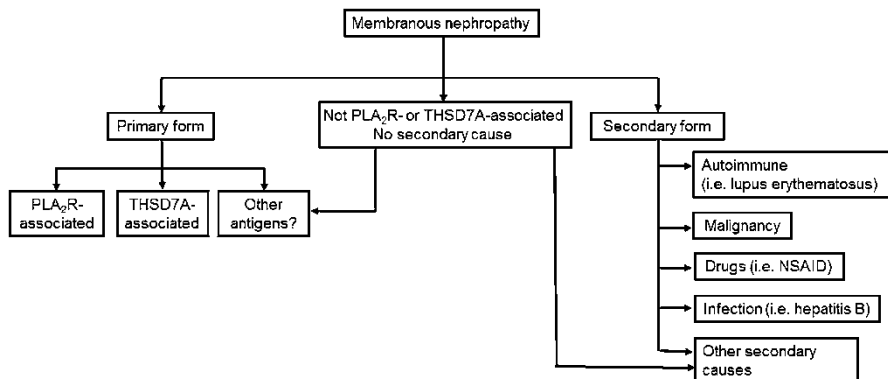 Membranous nephropathy
Primary form
Not PLA₂R- or THSD7A-associated
No secondary cause
Secondary form
PLA₂R-
associated
THSD7A-
associated
Other
antigens?
Autoimmune
(i.e. lupus erythematosus)
Malignancy
Drugs (i.e. NSAID)
Infection (i.e. hepatitis B)
Other secondary
causes